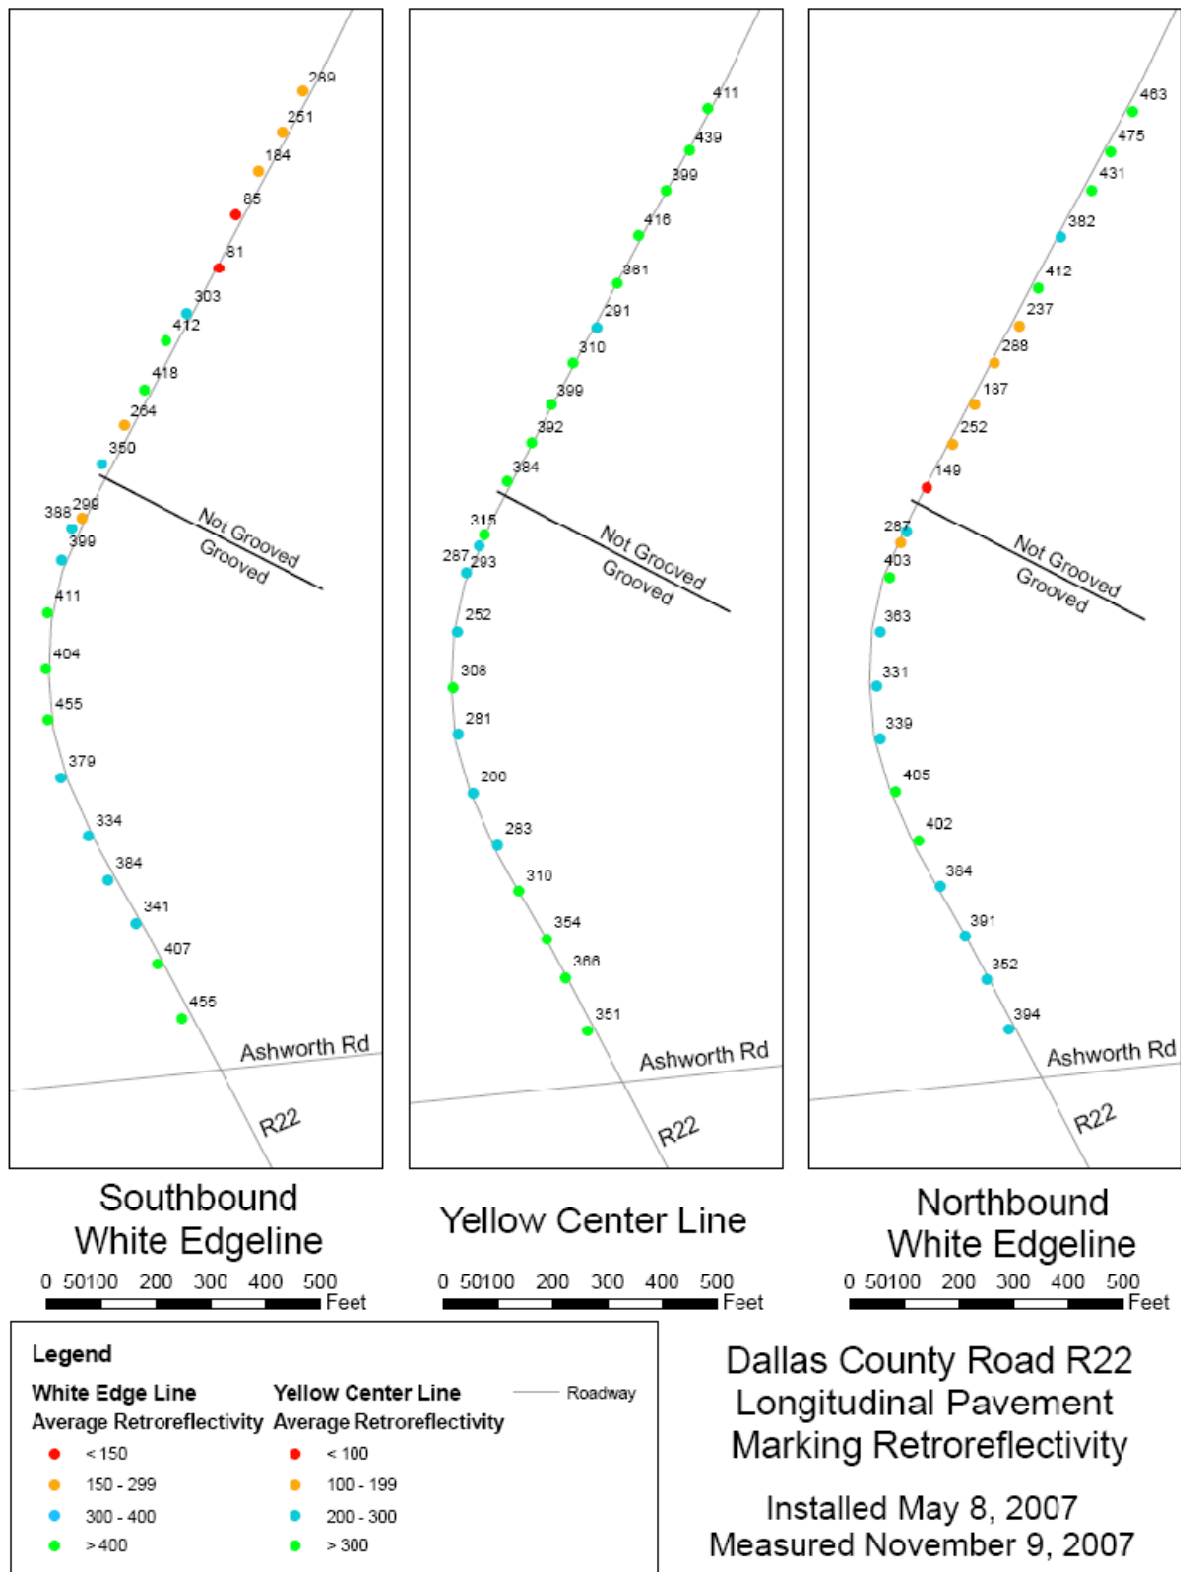 289
251
184
85
81
303
412
418
264
350
Not Grooved
Grooved
388
299
399
411
404
455
379
334
384
341
407
455
Ashworth Rd
R22
411
439
399
416
361
291
310
399
392
384
Not Grooved
Grooved
315
287
293
252
308
281
200
283
310
354
366
351
Ashworth Rd
R22
463
475
431
382
412
237
288
187
252
149
Not Grooved
Grooved
287
403
363
331
339
405
402
384
391
352
394
Ashworth Rd
R22
Southbound
White Edgeline
0 50100 200 300 400 500
Feet
Yellow Center Line
0 50100 200 300 400 500
Feet
Northbound
White Edgeline
0 50100 200 300 400 500
Feet
Legend
White Edge Line
Average Retroreflectivity
< 150
150 - 299
300 - 400
> 400
Yellow Center Line
Average Retroreflectivity
< 100
100 - 199
200 - 300
> 300
Roadway
Dallas County Road R22
Longitudinal Pavement
Marking Retroreflectivity
Installed May 8, 2007
Measured November 9, 2007